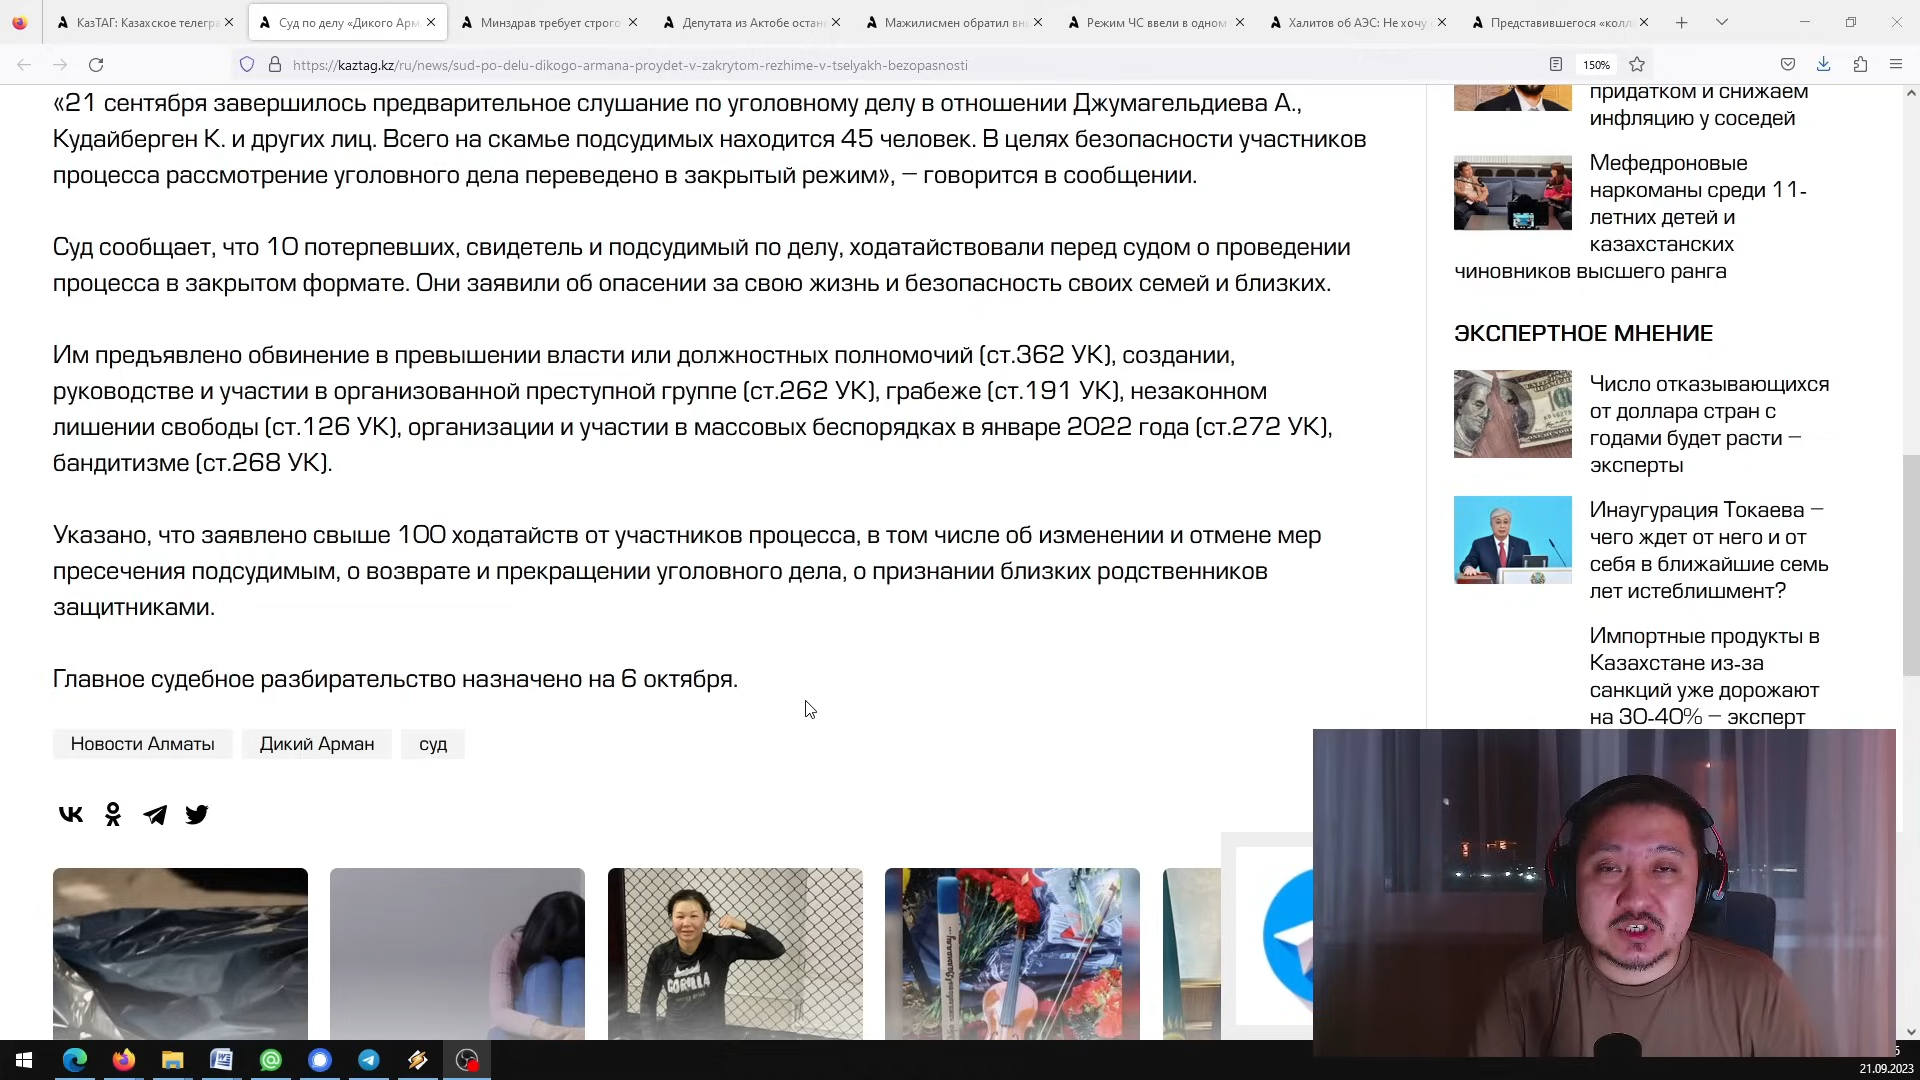 КазТАГ: Казахское телегра
Суд по делу «Дикого Арм
Минздрав требует строго
Депутата из Актобе остан
Мажилисмен обратил вн
Режим ЧС ввели в одном
Халитов об АЭС: Не хочу
Представившегося «колл
https://kaztag.kz/ru/news/sud-po-delu-dikogo-armana-proydet-v-zakrytom-rezhime-v-tselyakh-bezopasnosti
150%
«21 сентября завершилось предварительное слушание по уголовному делу в отношении Джумагельдиева А.,
Кудайберген К. и других лиц. Всего на скамье подсудимых находится 45 человек. В целях безопасности участников
процесса рассмотрение уголовного дела переведено в закрытый режим», – говорится в сообщении.
Суд сообщает, что 10 потерпевших, свидетель и подсудимый по делу, ходатайствовали перед судом о проведении
процесса в закрытом формате. Они заявили об опасении за свою жизнь и безопасность своих семей и близких.
Им предъявлено обвинение в превышении власти или должностных полномочий (ст.362 УК), создании,
руководстве и участии в организованной преступной группе (ст.262 УК), грабеже (ст.191 УК), незаконном
лишении свободы (ст.126 УК), организации и участии в массовых беспорядках в январе 2022 года (ст.272 УК),
бандитизме (ст.268 УК).
Указано, что заявлено свыше 100 ходатайств от участников процесса, в том числе об изменении и отмене мер
пресечения подсудимым, о возврате и прекращении уголовного дела, о признании близких родственников
защитниками.
Главное судебное разбирательство назначено на 6 октября.
Новости Алматы
Дикий Арман
суд
придатком и снижаем
инфляцию у соседей
Мефедроновые
наркоманы среди 11-
летних детей и
казахстанских
чиновников высшего ранга
ЭКСПЕРТНОЕ МНЕНИЕ
Число отказывающихся
от доллара стран с
годами будет расти –
эксперты
Инаугурация Токаева –
чего ждет от него и от
себя в ближайшие семь
лет истеблишмент?
Импортные продукты в
Казахстане из-за
санкций уже дорожают
на 30-40% – эксперт
GORILLA
21.09.2023